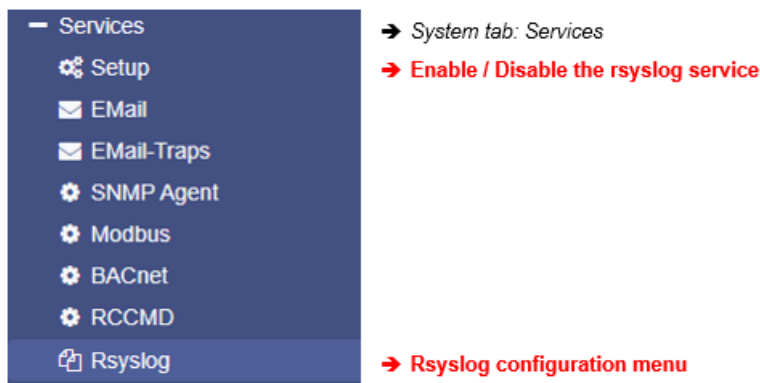 Services ➔ System tab: Services
Setup ➔ Enable / Disable the rsyslog service
EMail
EMail-Traps
SNMP Agent
Modbus
BACnet
RCCMD
Rsyslog ➔ Rsyslog configuration menu